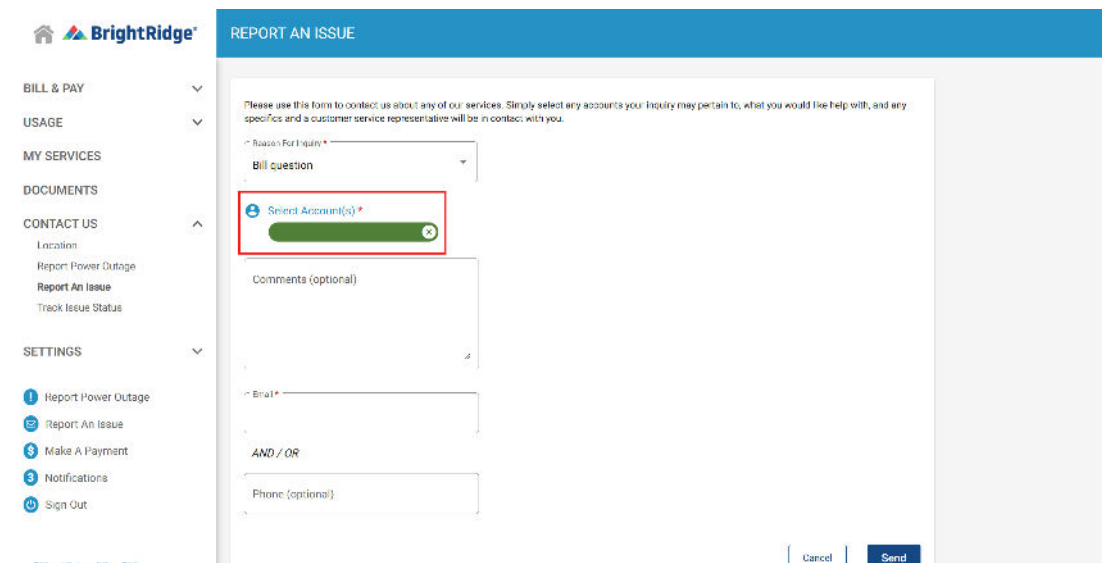 BrightRidge®
REPORT AN ISSUE
BILL & PAY
USAGE
MY SERVICES
DOCUMENTS
CONTACT US
Location
Report Power Outage
Report An Issue
Track Issue Status
SETTINGS
! Report Power Outage
Report An Issue
$ Make A Payment
3 Notifications
Sign Out
Please use this form to contact us about any of our services. Simply select any accounts your inquiry may pertain to, what you would like help with, and any
specifics and a customer service representative will be in contact with you.
Reason For Inquiry *
Bill question
Select Account(s) *
Comments (optional)
Email *
AND / OR
Phone (optional)
Cancel
Send